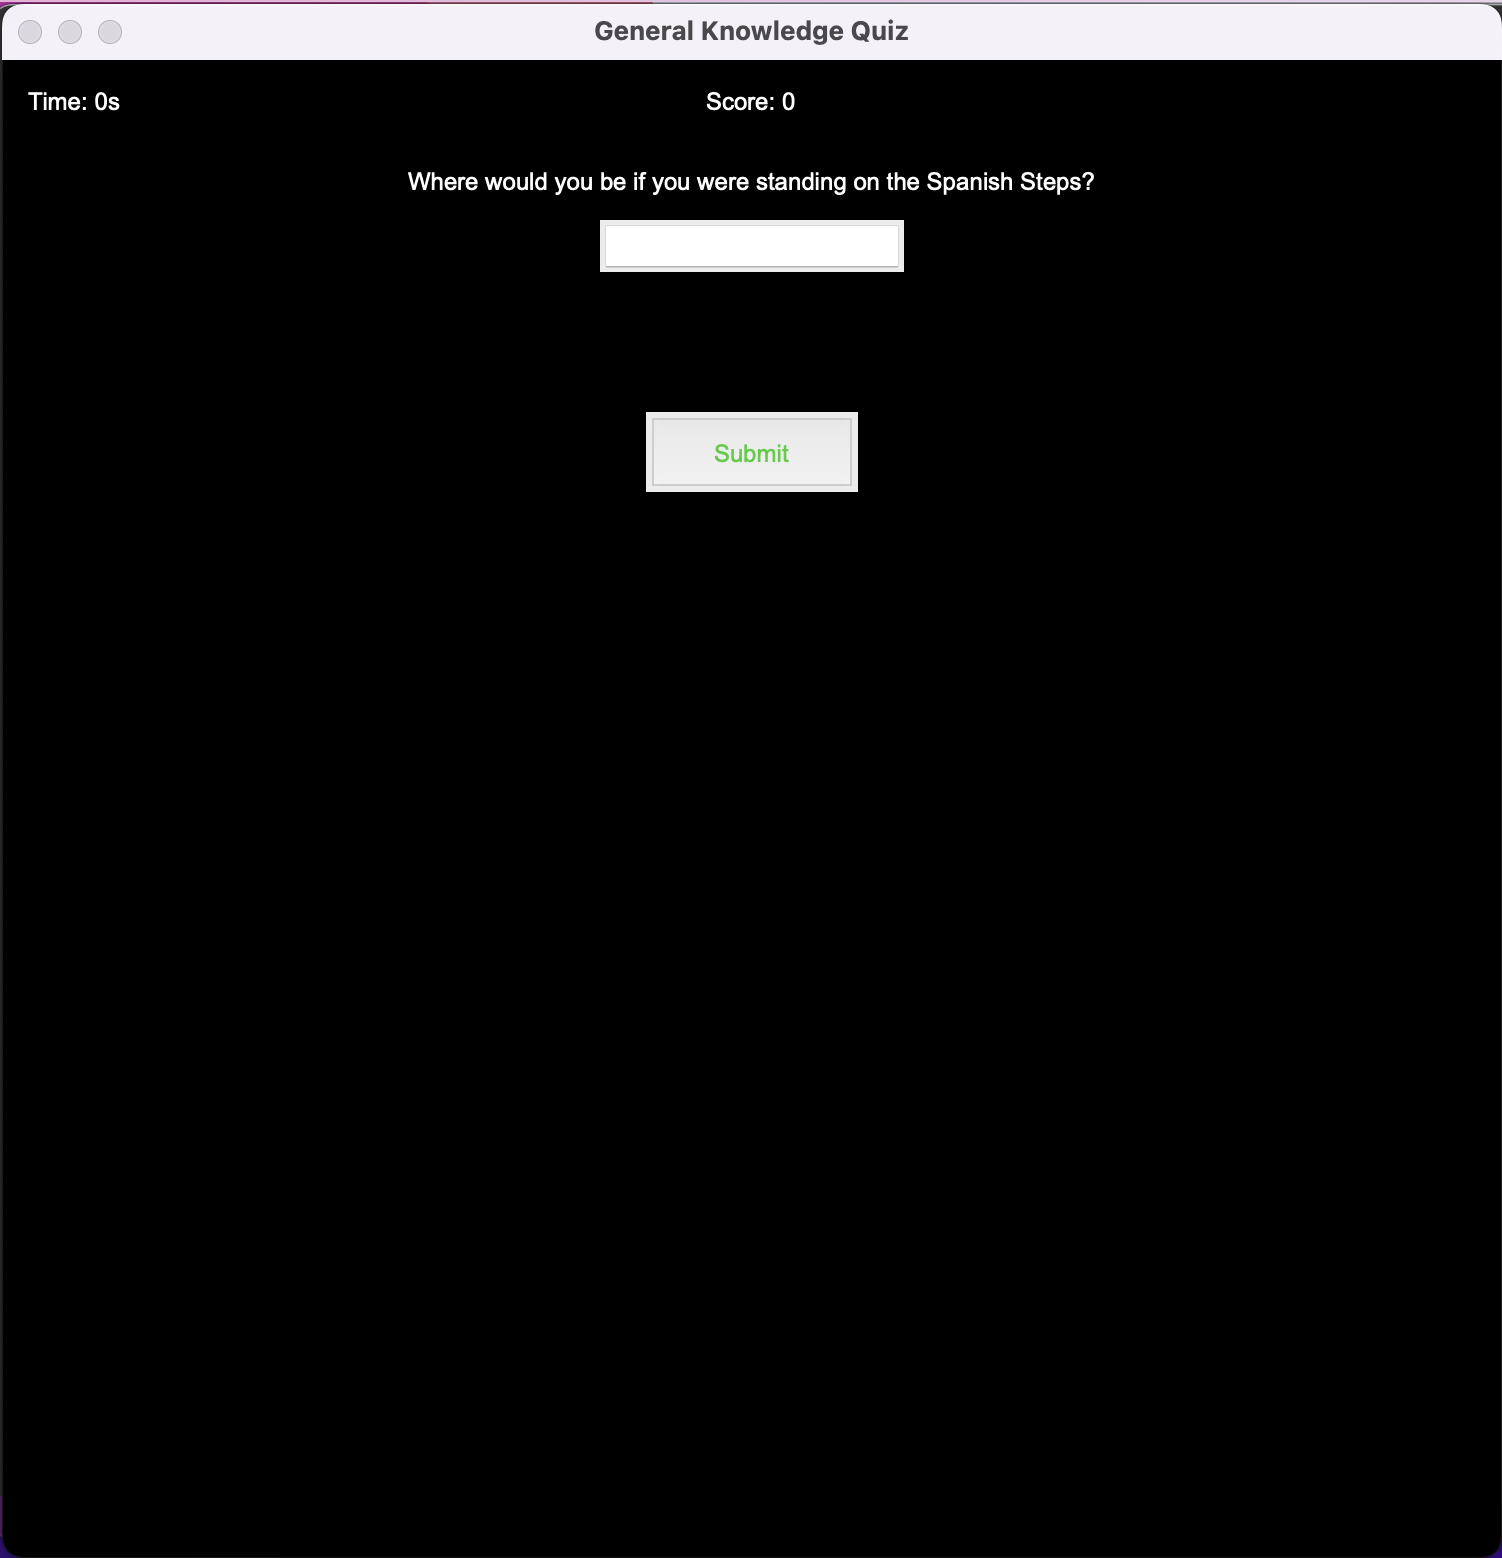 General Knowledge Quiz
Time: 0s
Score: 0
Where would you be if you were standing on the Spanish Steps?
Submit